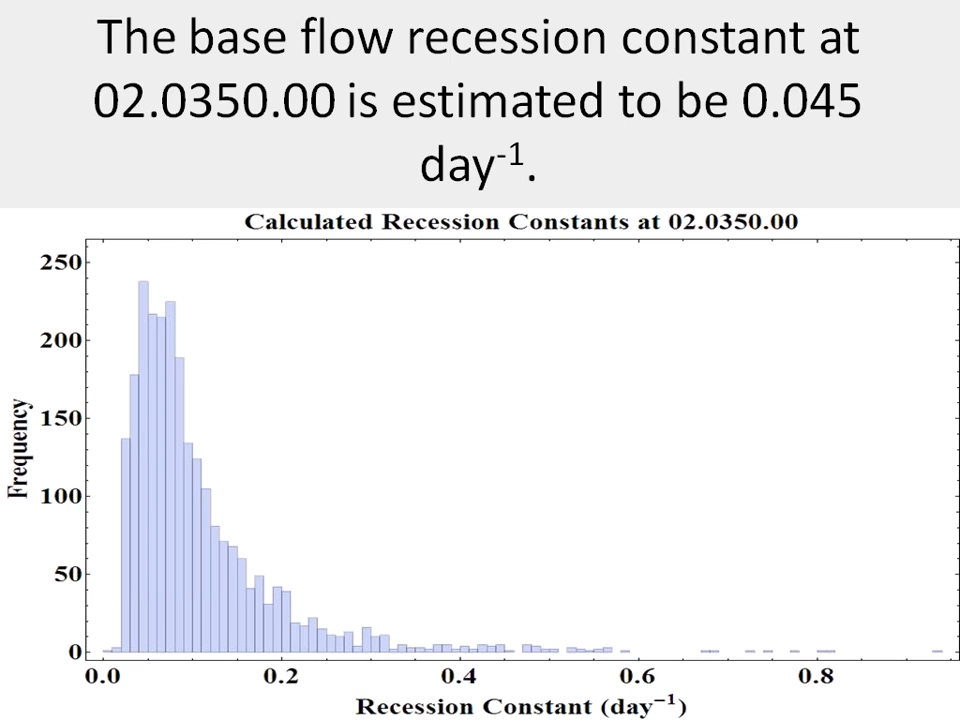 The base flow recession constant at
02.0350.00 is estimated to be 0.045
day⁻¹.
Calculated Recession Constants at 02.0350.00
250
200
150
100
50
0
Frequency
0.0 0.2 0.4 0.6 0.8
Recession Constant (day⁻¹)